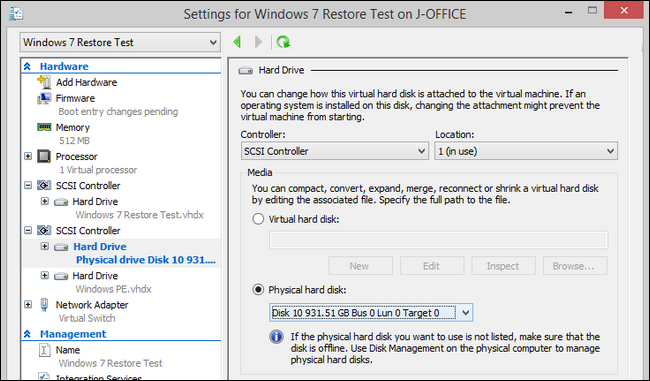 Settings for Windows 7 Restore Test on J-OFFICE
Windows 7 Restore Test
Hardware
Add Hardware
Firmware
Boot entry changes pending
Memory
512 MB
Processor
1 Virtual processor
SCSI Controller
Hard Drive
Windows 7 Restore Test.vhdx
SCSI Controller
Hard Drive
Physical drive Disk 10 931....
Hard Drive
Windows PE.vhdx
Network Adapter
Virtual Switch
Management
Name
Windows 7 Restore Test
Integration Services
Hard Drive
You can change how this virtual hard disk is attached to the virtual machine. If an
operating system is installed on this disk, changing the attachment might prevent the
virtual machine from starting.
Controller:
Location:
SCSI Controller
1 (in use)
Media
You can compact, convert, expand, merge, reconnect or shrink a virtual hard disk
by editing the associated file. Specify the full path to the file.
Virtual hard disk:
New
Edit
Inspect
Browse...
Physical hard disk:
Disk 10 931.51 GB Bus 0 Lun 0 Target 0
If the physical hard disk you want to use is not listed, make sure that the
disk is offline. Use Disk Management on the physical computer to manage
physical hard disks.